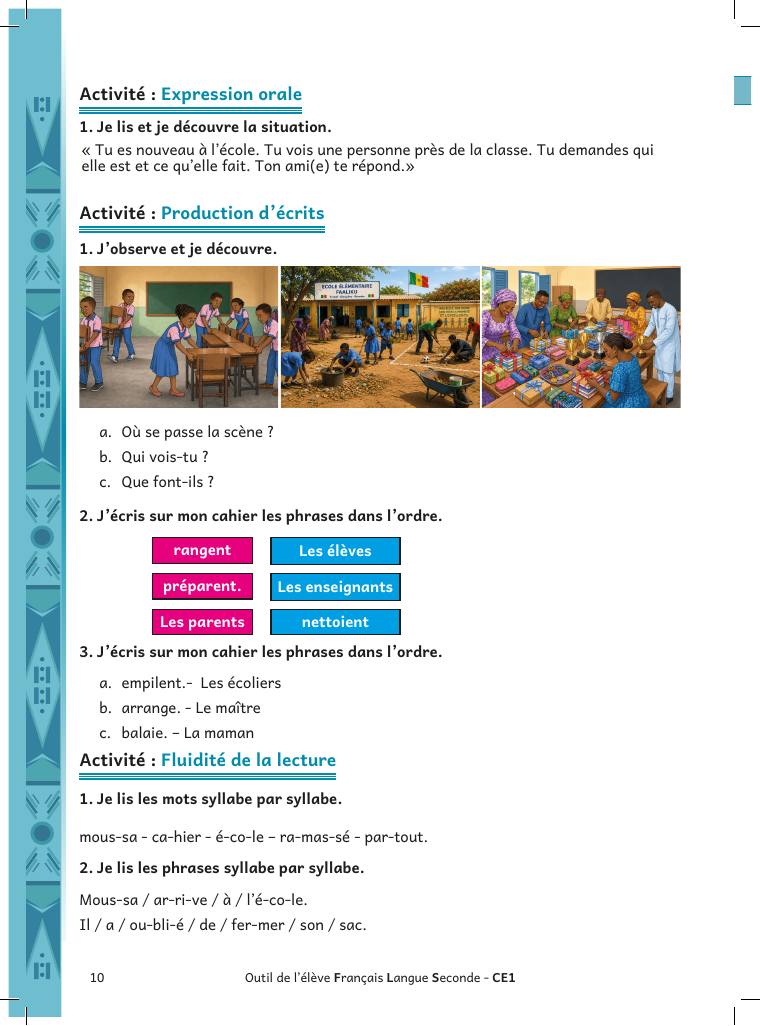 Activité : Expression orale
1. Je lis et je découvre la situation.
« Tu es nouveau à l'école. Tu vois une personne près de la classe. Tu demandes qui
elle est et ce qu'elle fait. Ton ami(e) te répond.»
Activité : Production d'écrits
1. J'observe et je découvre.
ECOLE ÉLÉMENTAIRE
FAALIKU
a. Où se passe la scène ?
b. Qui vois-tu ?
c. Que font-ils ?
2. J'écris sur mon cahier les phrases dans l'ordre.
rangent Les élèves
préparent. Les enseignants
Les parents nettoient
3. J'écris sur mon cahier les phrases dans l'ordre.
a. empilent.- Les écoliers
b. arrange. - Le maître
c. balaie. – La maman
Activité : Fluidité de la lecture
1. Je lis les mots syllabe par syllabe.
mous-sa - ca-hier - é-co-le – ra-mas-sé - par-tout.
2. Je lis les phrases syllabe par syllabe.
Mous-sa / ar-ri-ve / à / l'é-co-le.
Il / a / ou-bli-é / de / fer-mer / son / sac.
10 Outil de l'élève Français Langue Seconde - CE1